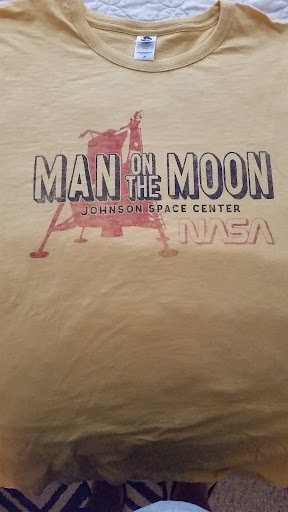 MAN ON THE MOON
JOHNSON SPACE CENTER
NASA